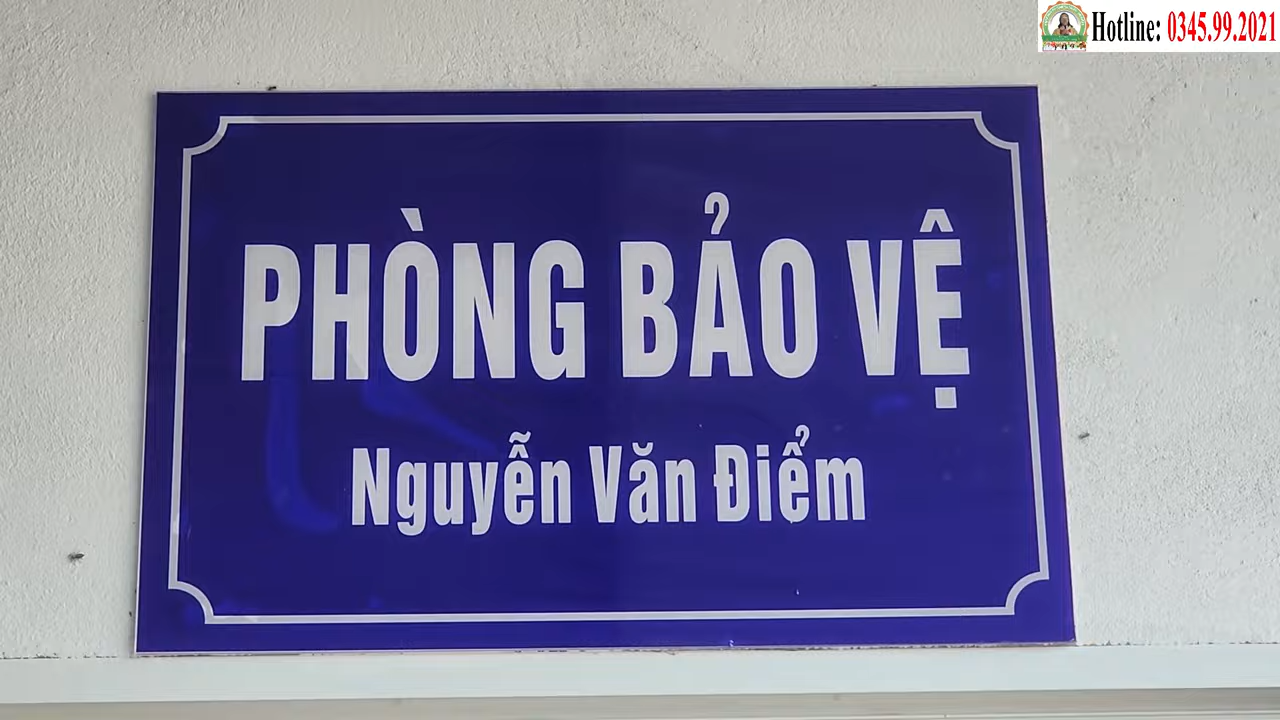 Hotline: 0345.99.2021
PHÒNG BẢO VỆ
Nguyễn Văn Điểm